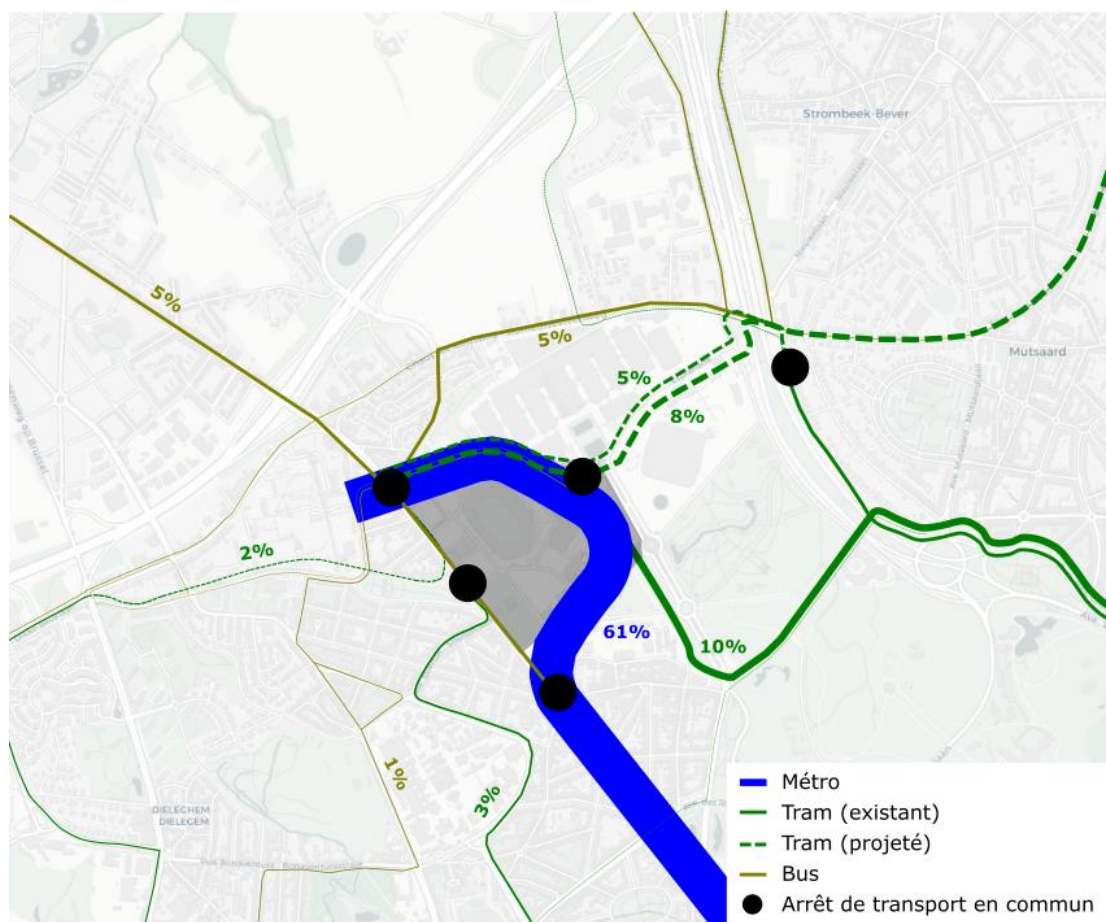 Strombeek-Bever
5%
5%
Mutsaard
5%
8%
2%
61%
10%
1%
3%
DIELEGHEM
DIELEGEM
Métro
Tram (existant)
Tram (projeté)
Bus
Arrêt de transport en commun